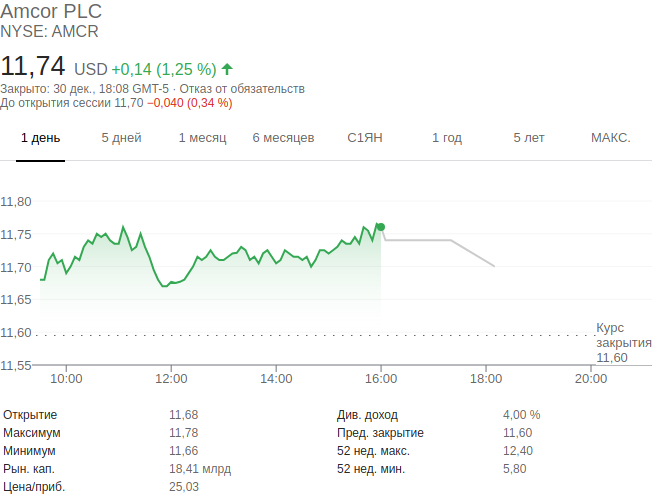 Amcor PLC
NYSE: AMCR
11,74 USD +0,14 (1,25 %)
Закрыто: 30 дек., 18:08 GMT-5 · Отказ от обязательств
До открытия сессии 11,70 −0,040 (0,34 %)
1 день 5 дней 1 месяц 6 месяцев С1ЯН 1 год 5 лет МАКС.
11,80
11,75
11,70
11,65
11,60
Курс
закрытия
11,60
11,55
10:00 12:00 14:00 16:00 18:00 20:00
Открытие 11,68 Див. доход 4,00 %
Максимум 11,78 Пред. закрытие 11,60
Минимум 11,66 52 нед. макс. 12,40
Рын. кап. 18,41 млрд 52 нед. мин. 5,80
Цена/приб. 25,03